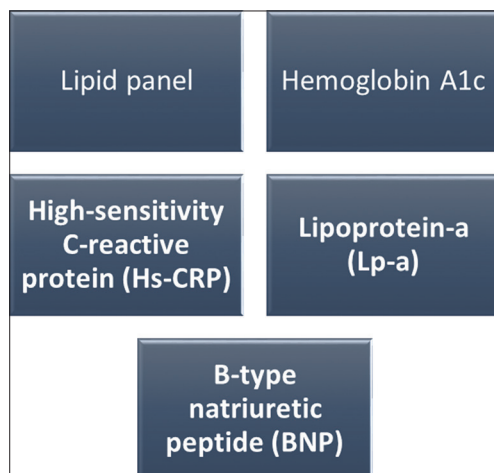 Lipid panel
Hemoglobin A1c
High-sensitivity
C-reactive
protein (Hs-CRP)
Lipoprotein-a
(Lp-a)
B-type
natriuretic
peptide (BNP)